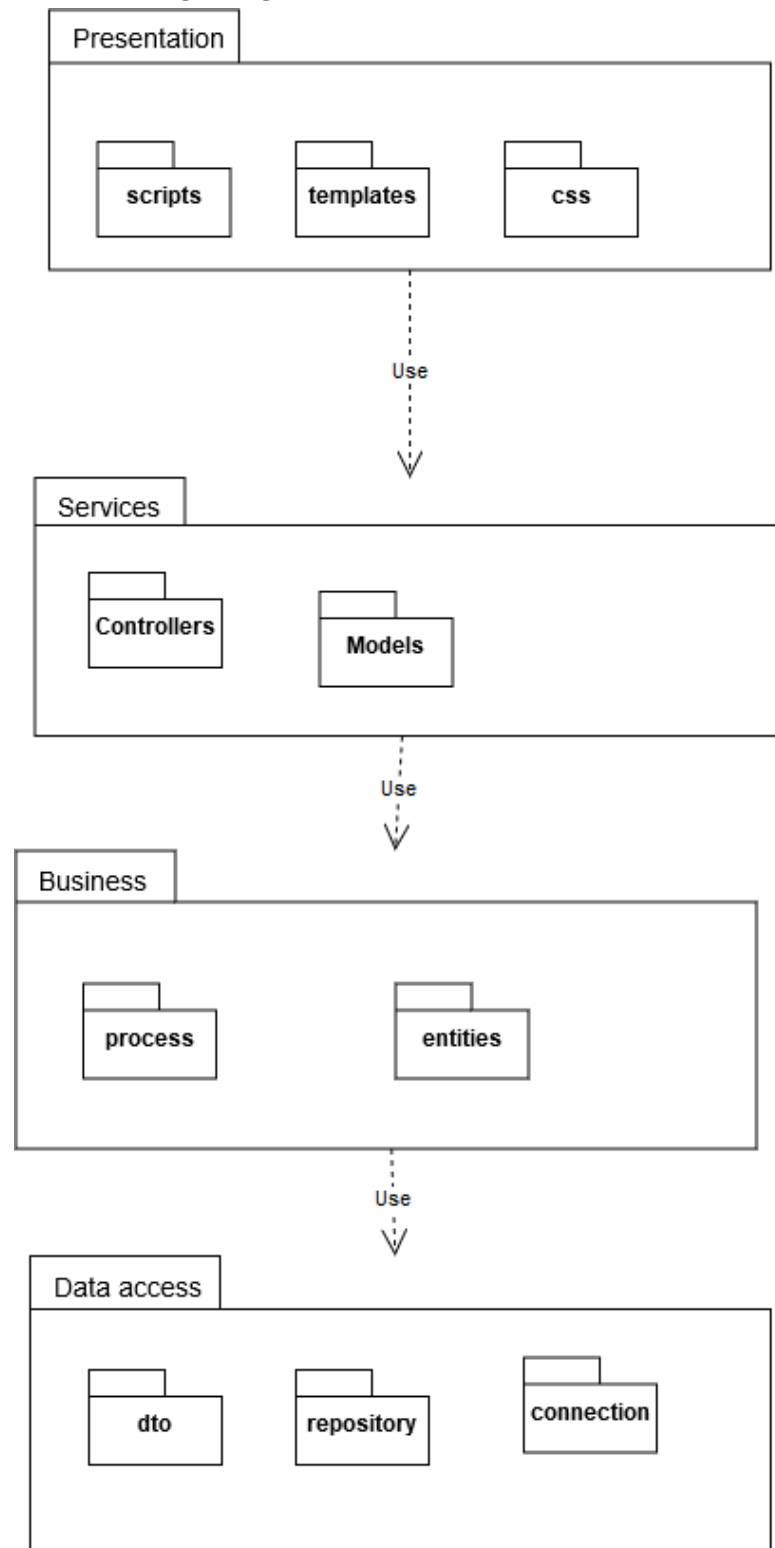 Presentation
scripts
templates
css
Use
Services
Controllers
Models
Use
Business
process
entities
Use
Data access
dto
repository
connection